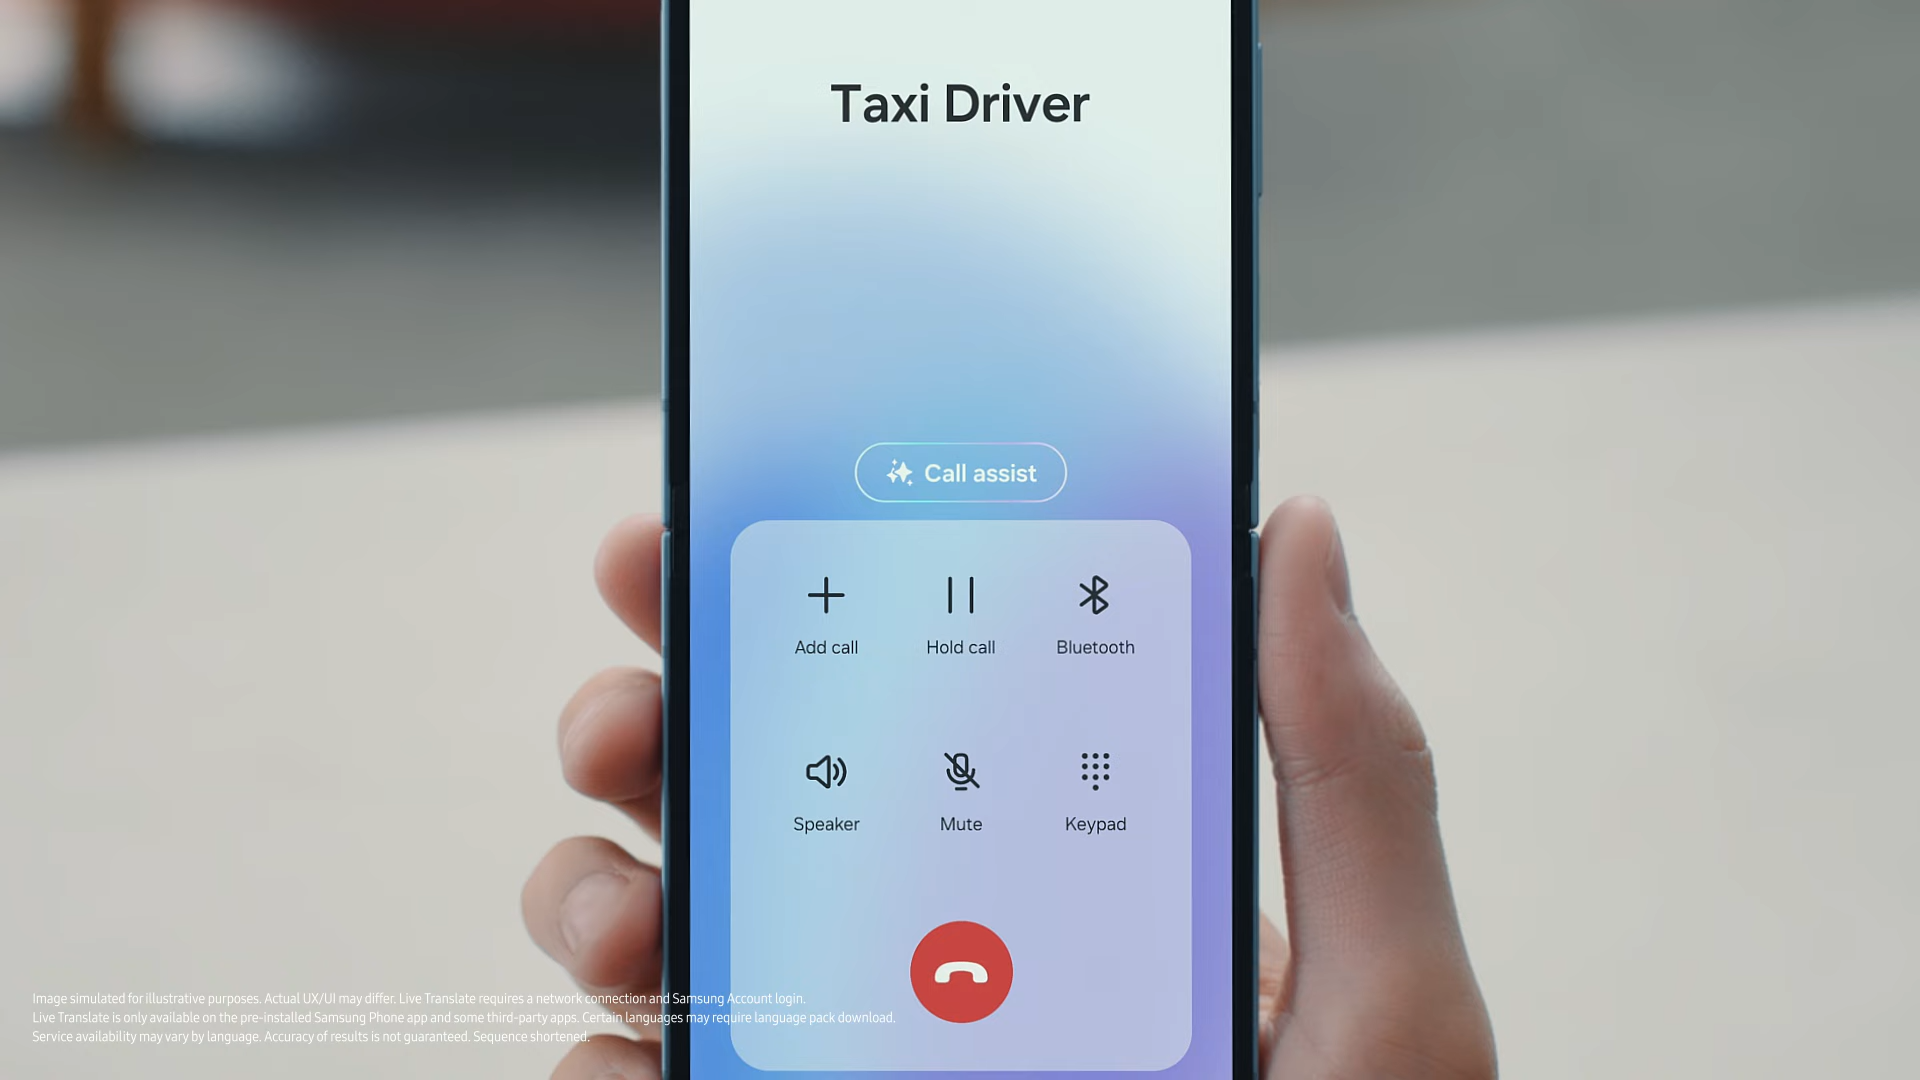 Taxi Driver
Call assist
Add call
Hold call
Bluetooth
Speaker
Mute
Keypad
Image simulated for illustrative purposes. Actual UX/UI may differ. Live Translate requires a network connection and Samsung Account login.
Live Translate is only available on the pre-installed Samsung Phone app and some third-party apps. Certain languages may require language pack download.
Service availability may vary by language. Accuracy of results is not guaranteed. Sequence shortened.